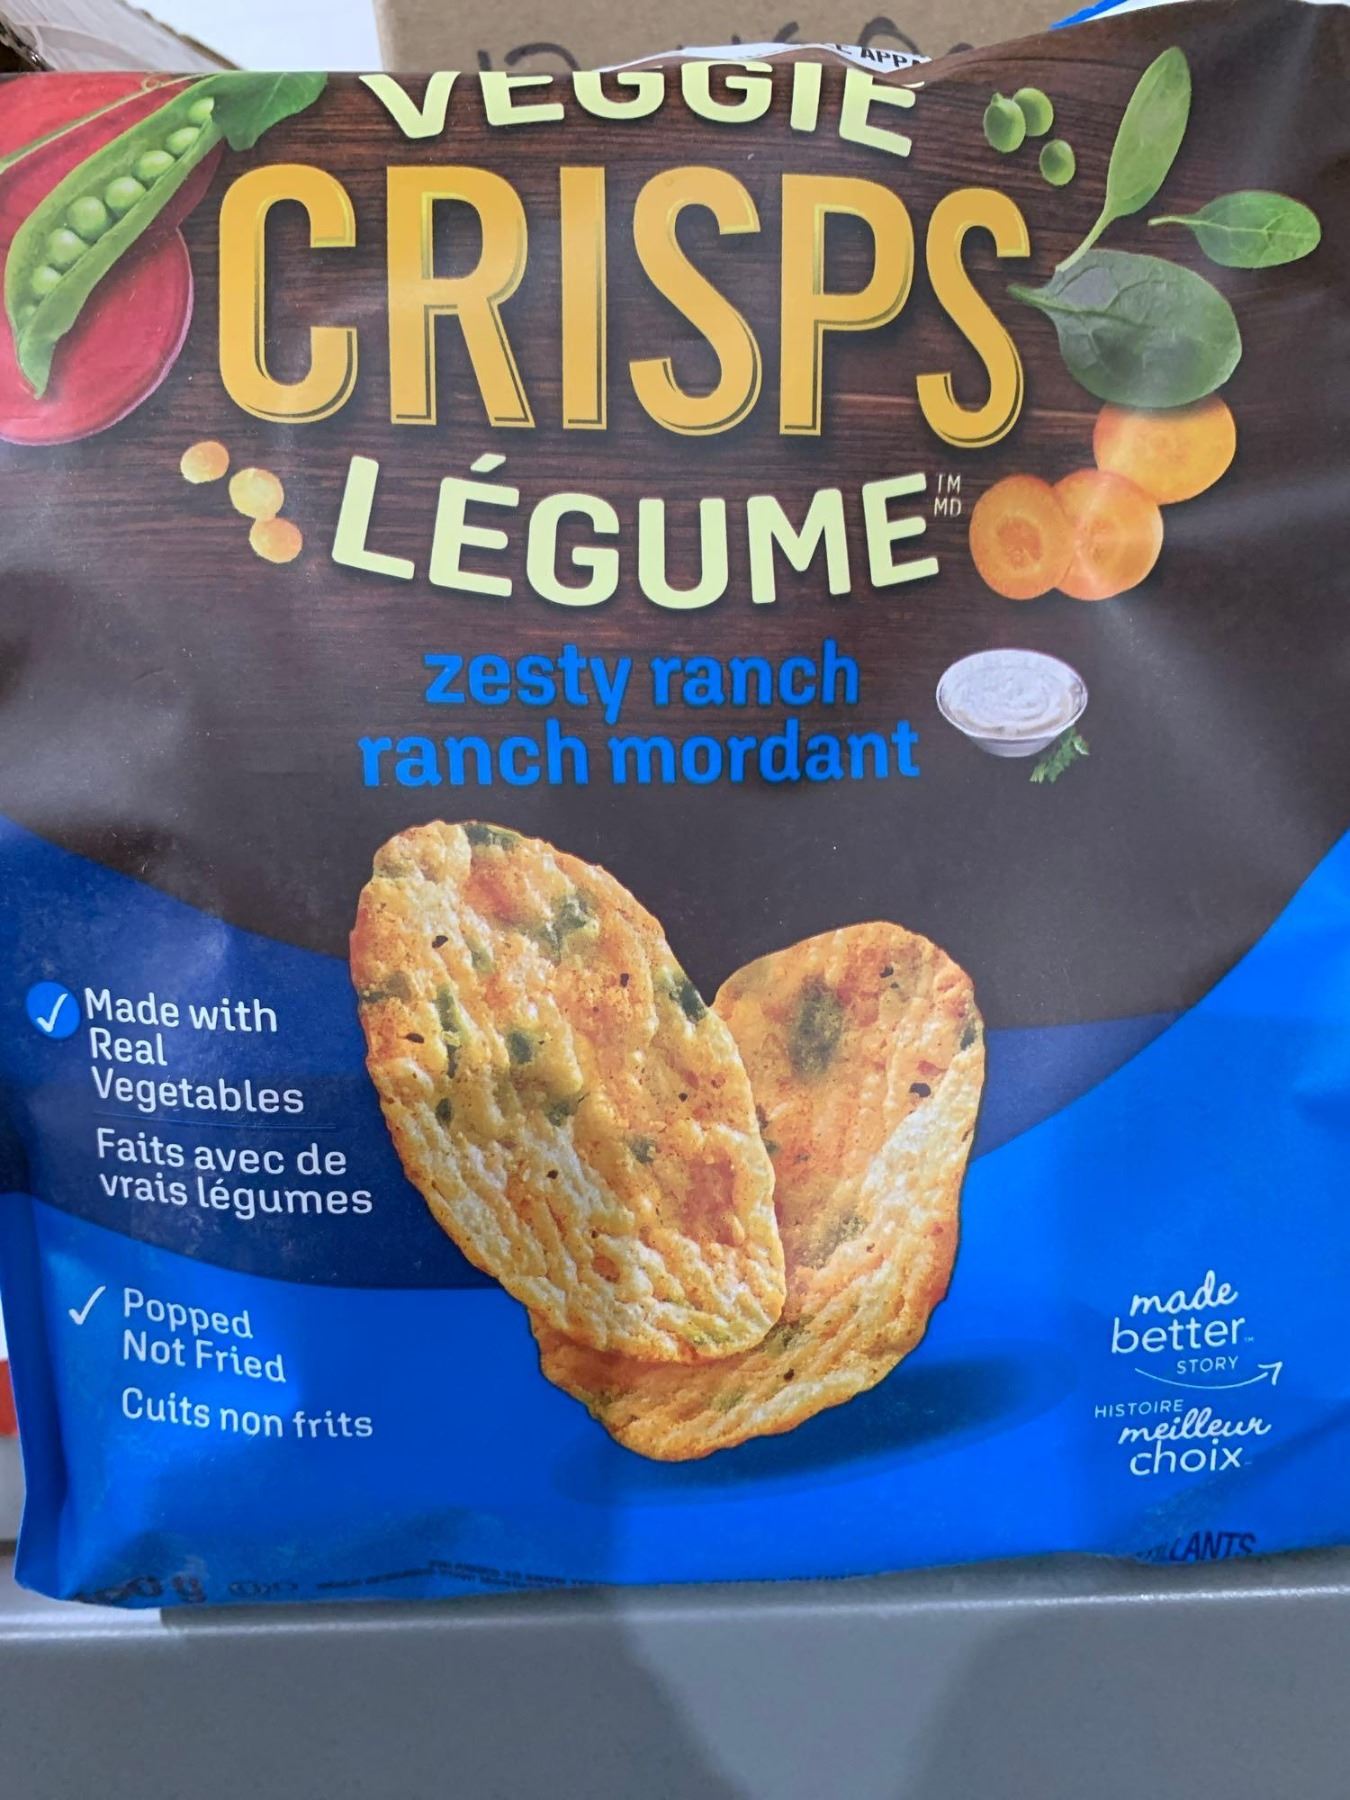 VEGGIE
CRISPS
LÉGUME
TM
MD
zesty ranch
ranch mordant
Made with
Real
Vegetables
Faits avec de
vrais légumes
Popped
Not Fried
Cuits non frits
made
better™
STORY
HISTOIRE
meilleur
choix